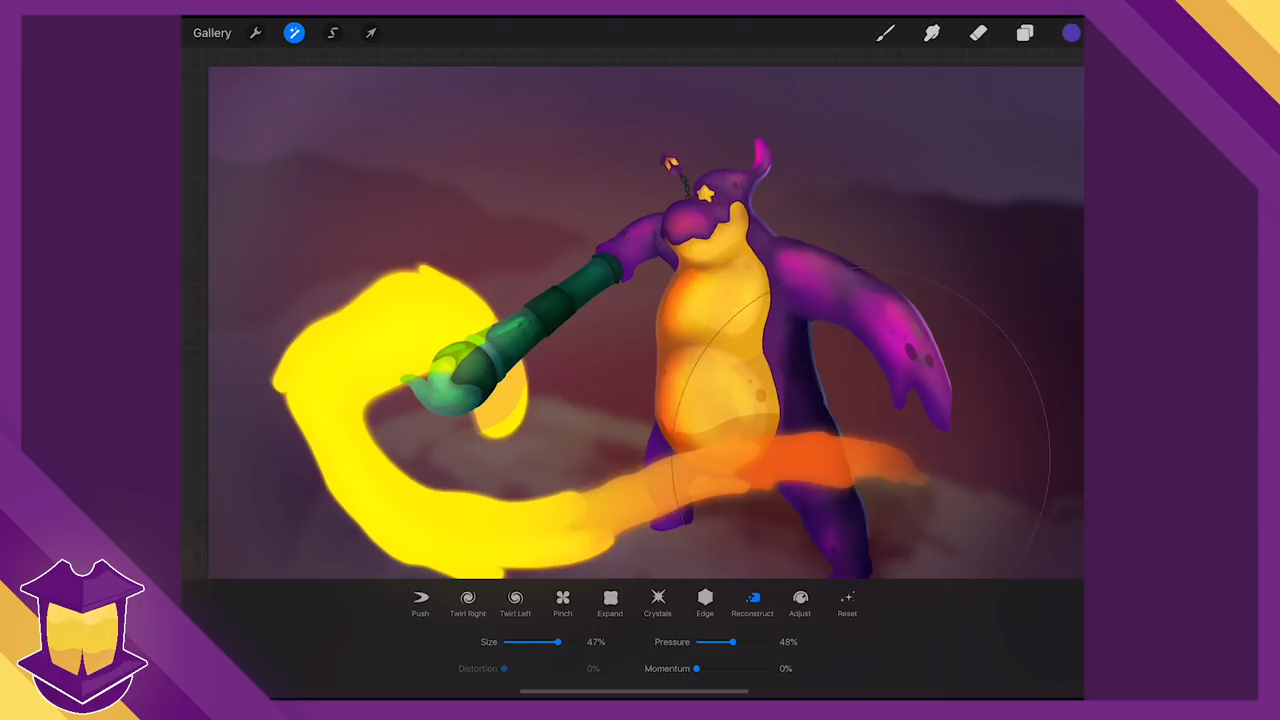 Gallery
Push Twirl Right Twirl Left Pinch Expand Crystals Edge Reconstruct Adjust Reset
Size 47% Pressure 48%
Distortion 0% Momentum 0%